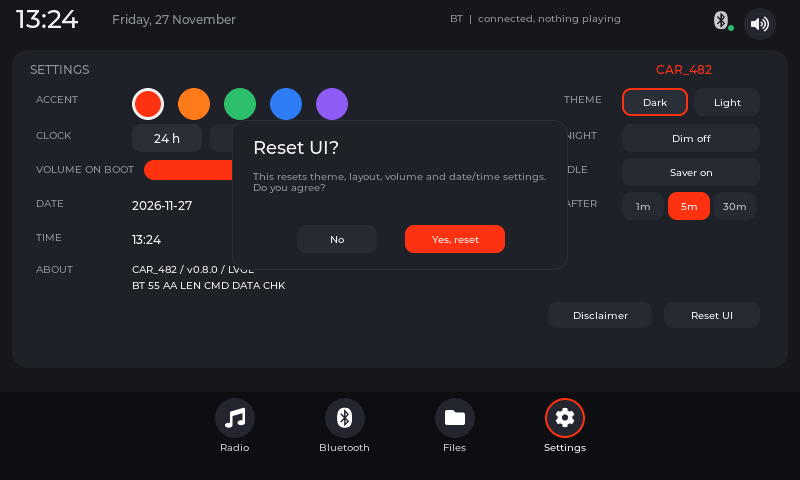 13:24 Friday, 27 November BT | connected, nothing playing
SETTINGS CAR_482
ACCENT THEME Dark Light
CLOCK 24 h Dim off
VOLUME ON BOOT Saver on
DATE 2026-11-27 AFTER 1m 5m 30m
TIME 13:24
ABOUT CAR_482 / v0.8.0 / LVGL
BT 55 AA LEN CMD DATA CHK
Reset UI?
This resets theme, layout, volume and date/time settings.
Do you agree?
No Yes, reset
Disclaimer Reset UI
Radio Bluetooth Files Settings